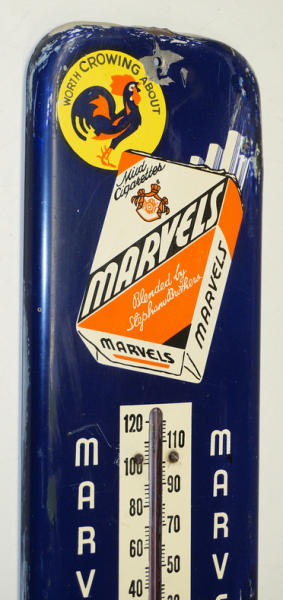 WORTH CROWING ABOUT
Mild
Cigarettes
MARVELS
Blended by
Stephano Brothers
MARVELS
MARVELS
120
110
100
90
80
70
60
50
40
MARV
MARVE